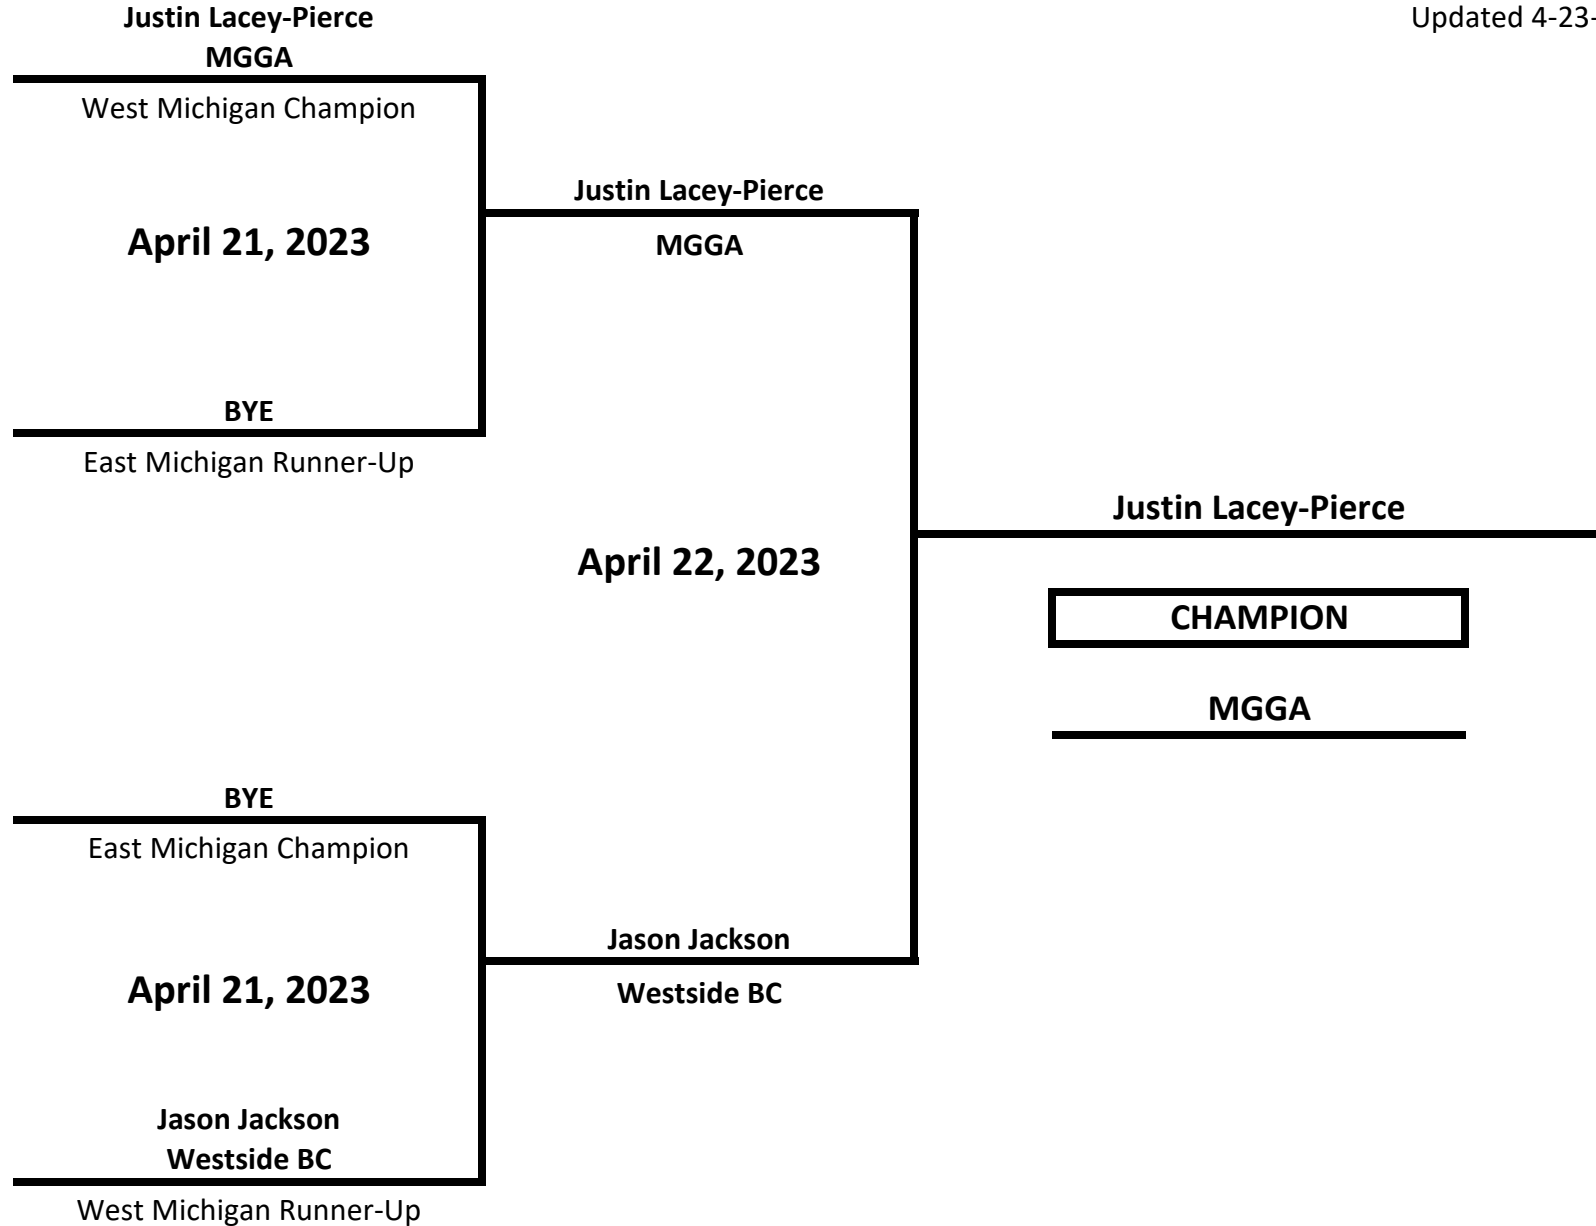 Justin Lacey-Pierce
Updated 4-23-
MGGA
West Michigan Champion
Justin Lacey-Pierce
April 21, 2023
MGGA
BYE
East Michigan Runner-Up
Justin Lacey-Pierce
April 22, 2023
CHAMPION
MGGA
BYE
East Michigan Champion
Jason Jackson
April 21, 2023
Westside BC
Jason Jackson
Westside BC
West Michigan Runner-Up